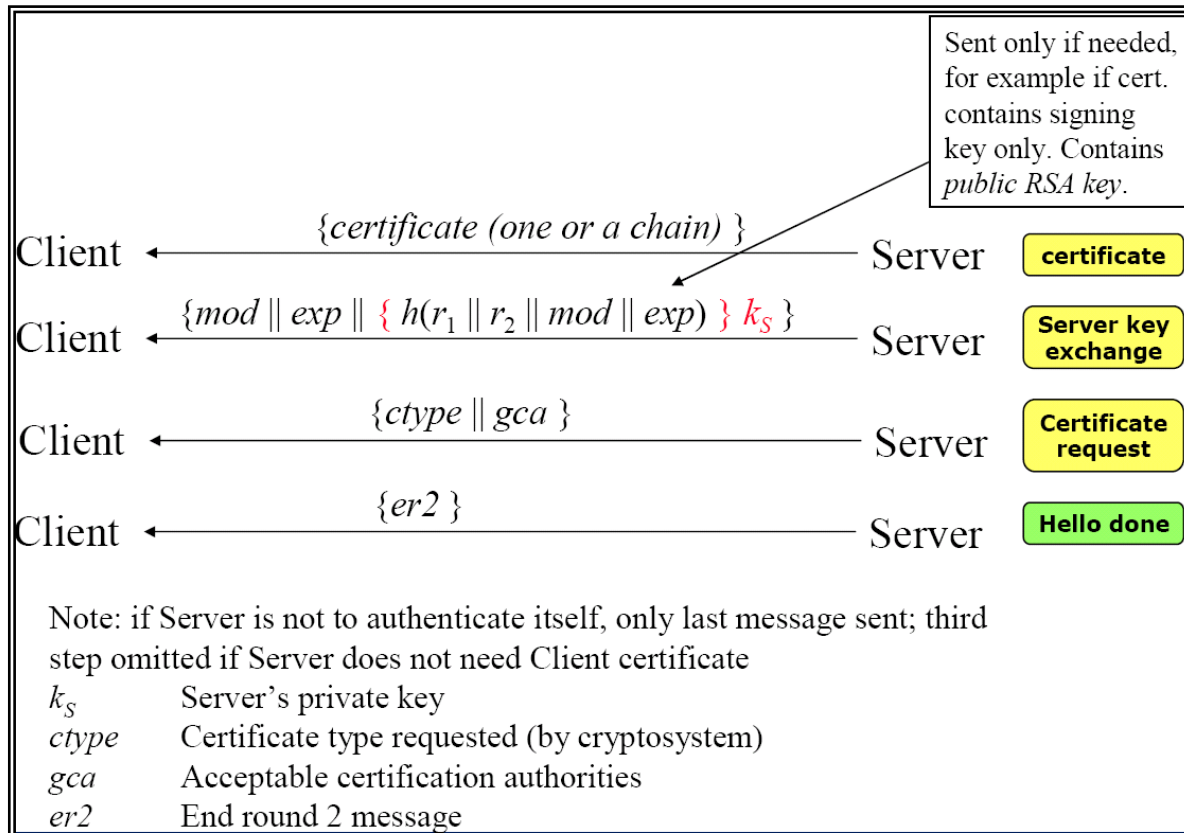 Sent only if needed,
for example if cert.
contains signing
key only. Contains
public RSA key.
{certificate (one or a chain) }
Client Server certificate
{mod || exp || { h(r1 || r2 || mod || exp) } kS }
Client Server Server key
exchange
{ctype || gca }
Client Server Certificate
request
{er2 }
Client Server Hello done
Note: if Server is not to authenticate itself, only last message sent; third
step omitted if Server does not need Client certificate
kS Server’s private key
ctype Certificate type requested (by cryptosystem)
gca Acceptable certification authorities
er2 End round 2 message